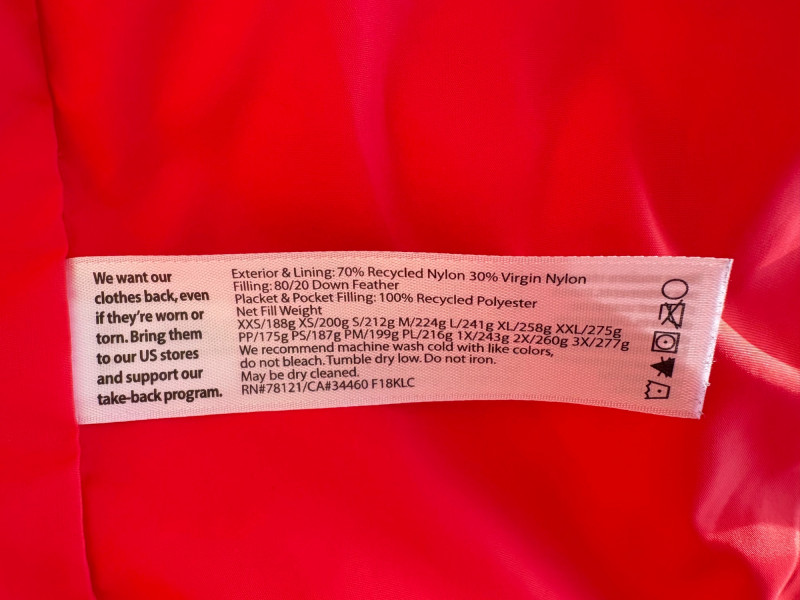 We want our
clothes back, even
if they're worn or
torn. Bring them
to our US stores
and support our
take-back program.
Exterior & Lining: 70% Recycled Nylon 30% Virgin Nylon
Filling: 80/20 Down Feather
Placket & Pocket Filling: 100% Recycled Polyester
Net Fill Weight
XXS/188g XS/200g S/212g M/224g L/241g XL/258g XXL/275g
PP/175g PS/187g PM/199g PL/216g 1X/243g 2X/260g 3X/277g
We recommend machine wash cold with like colors,
do not bleach. Tumble dry low. Do not iron.
May be dry cleaned.
RN#78121/CA#34460 F18KLC